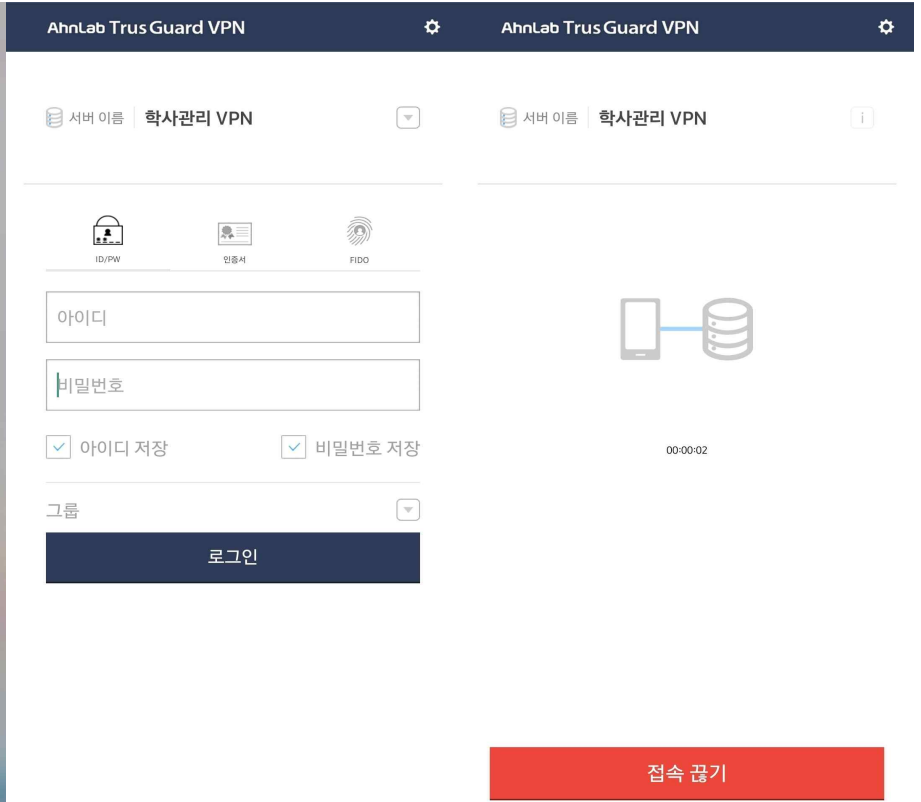 AhnLab TrusGuard VPN
서버 이름 학사관리 VPN
ID/PW 인증서 FIDO
아이디
비밀번호
아이디 저장 비밀번호 저장
그룹
로그인
AhnLab TrusGuard VPN
서버 이름 학사관리 VPN
i
00:00:02
접속 끊기